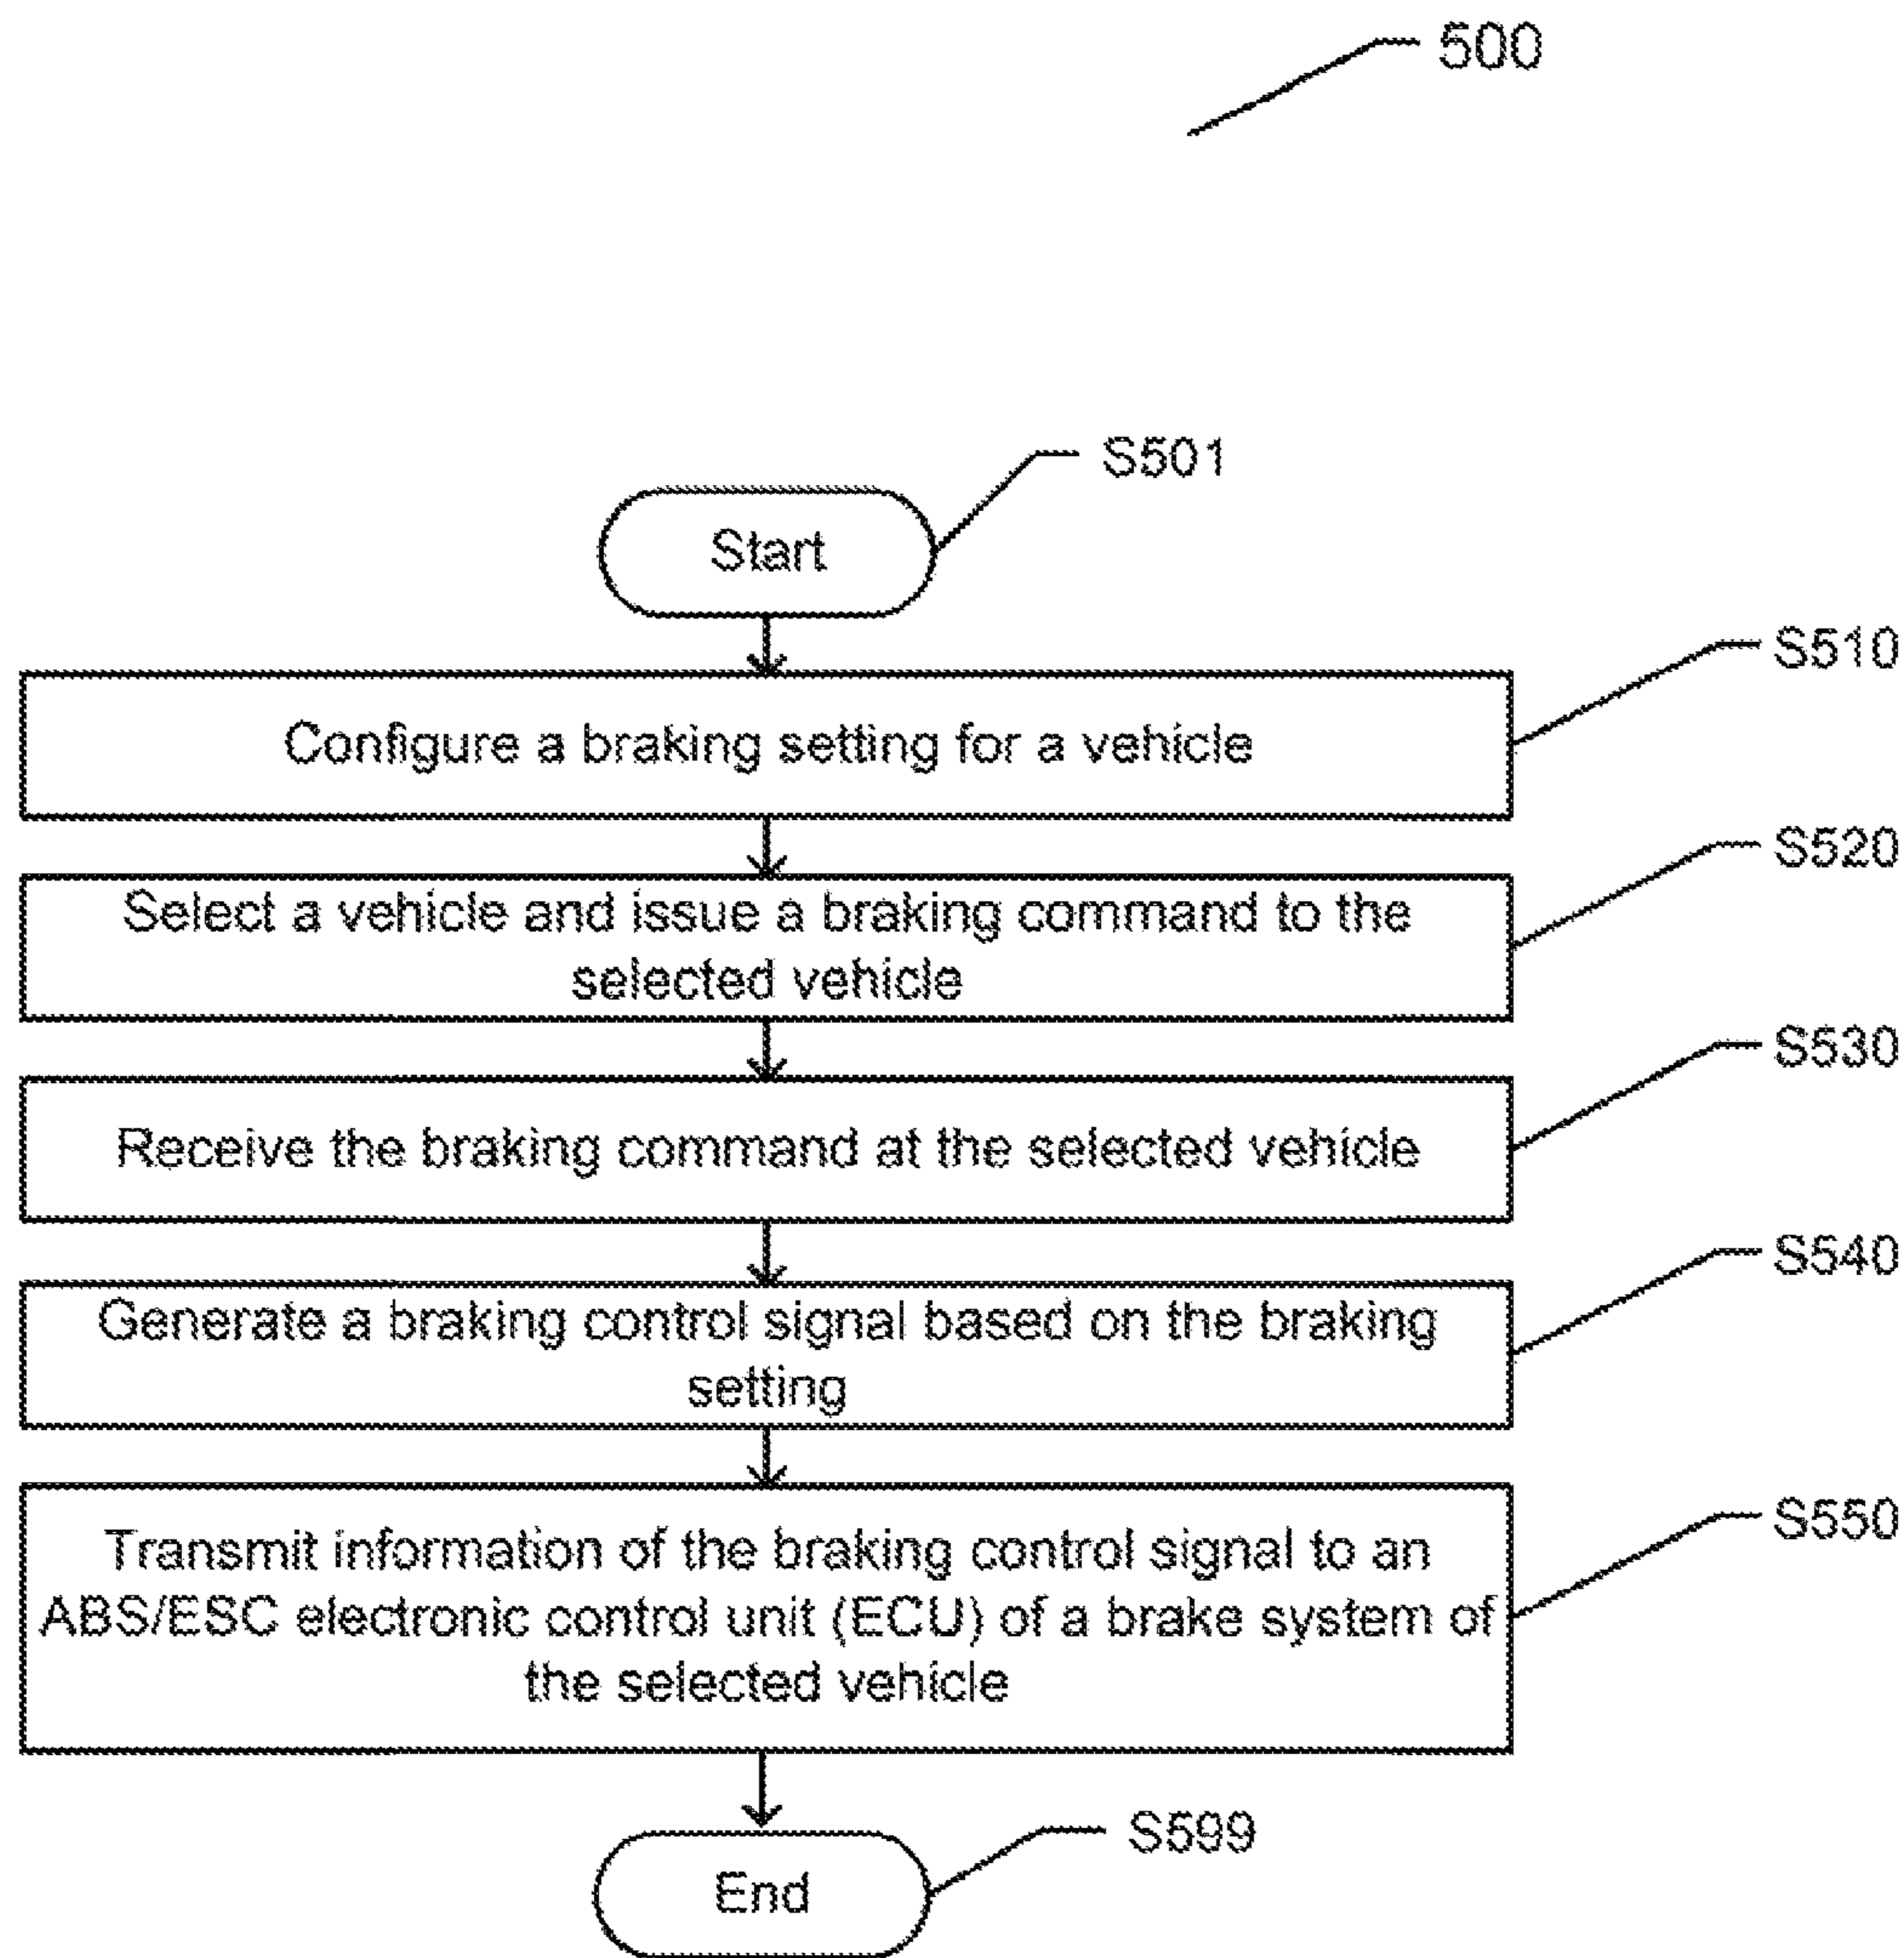 500
S501
Start
S510
Configure a braking setting for a vehicle
S520
Select a vehicle and issue a braking command to the
selected vehicle
S530
Receive the braking command at the selected vehicle
S540
Generate a braking control signal based on the braking
setting
S550
Transmit information of the braking control signal to an
ABS/ESC electronic control unit (ECU) of a brake system of
the selected vehicle
S599
End